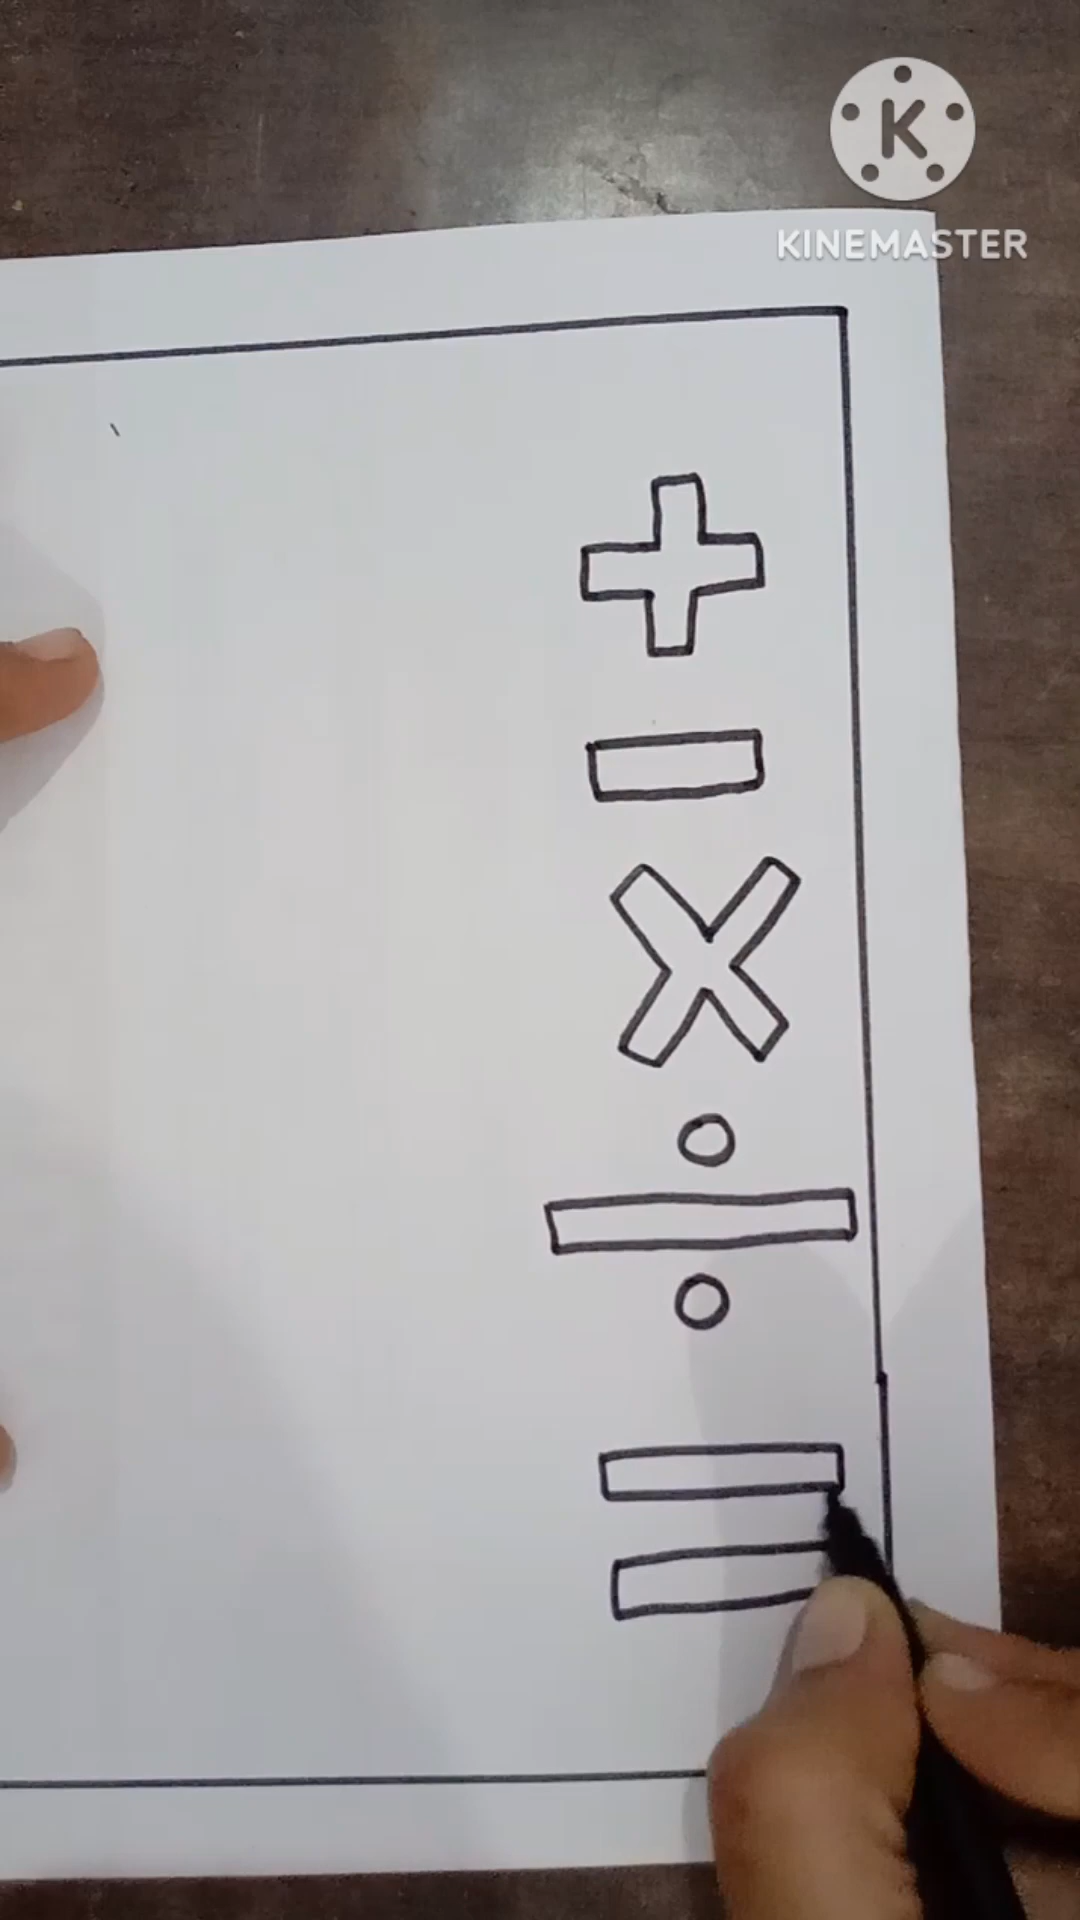 K
KINEMASTER
+
−
×
÷
=